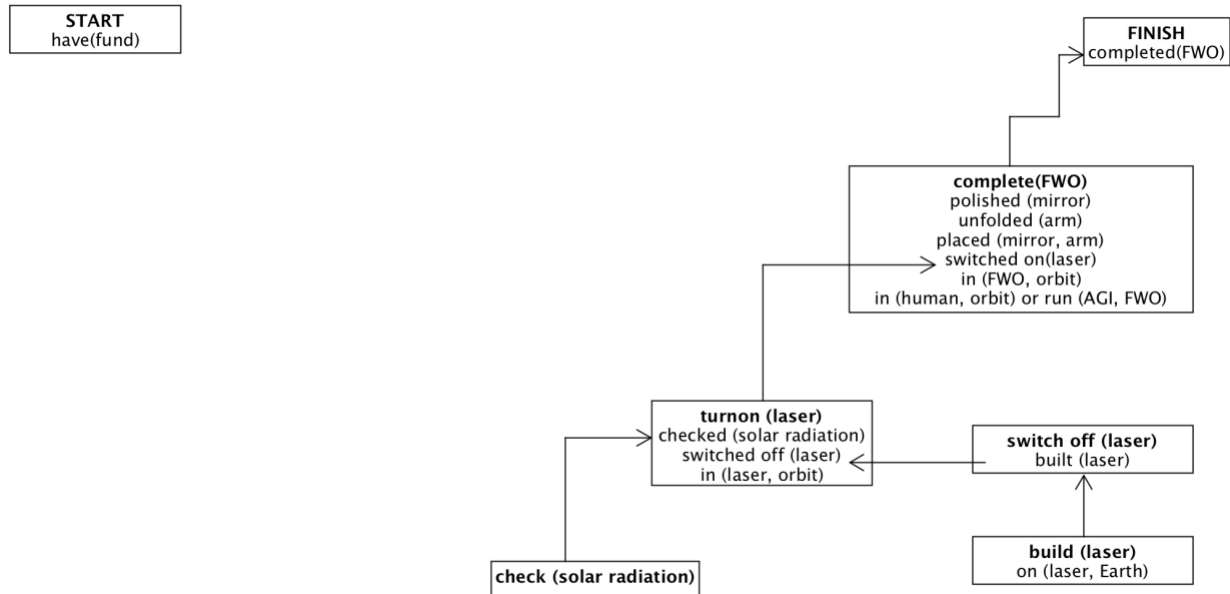 START
have(fund)
FINISH
completed(FWO)
complete(FWO)
polished (mirror)
unfolded (arm)
placed (mirror, arm)
switched on(laser)
in (FWO, orbit)
in (human, orbit) or run (AGI, FWO)
turnon (laser)
checked (solar radiation)
switched off (laser)
in (laser, orbit)
switch off (laser)
built (laser)
build (laser)
on (laser, Earth)
check (solar radiation)